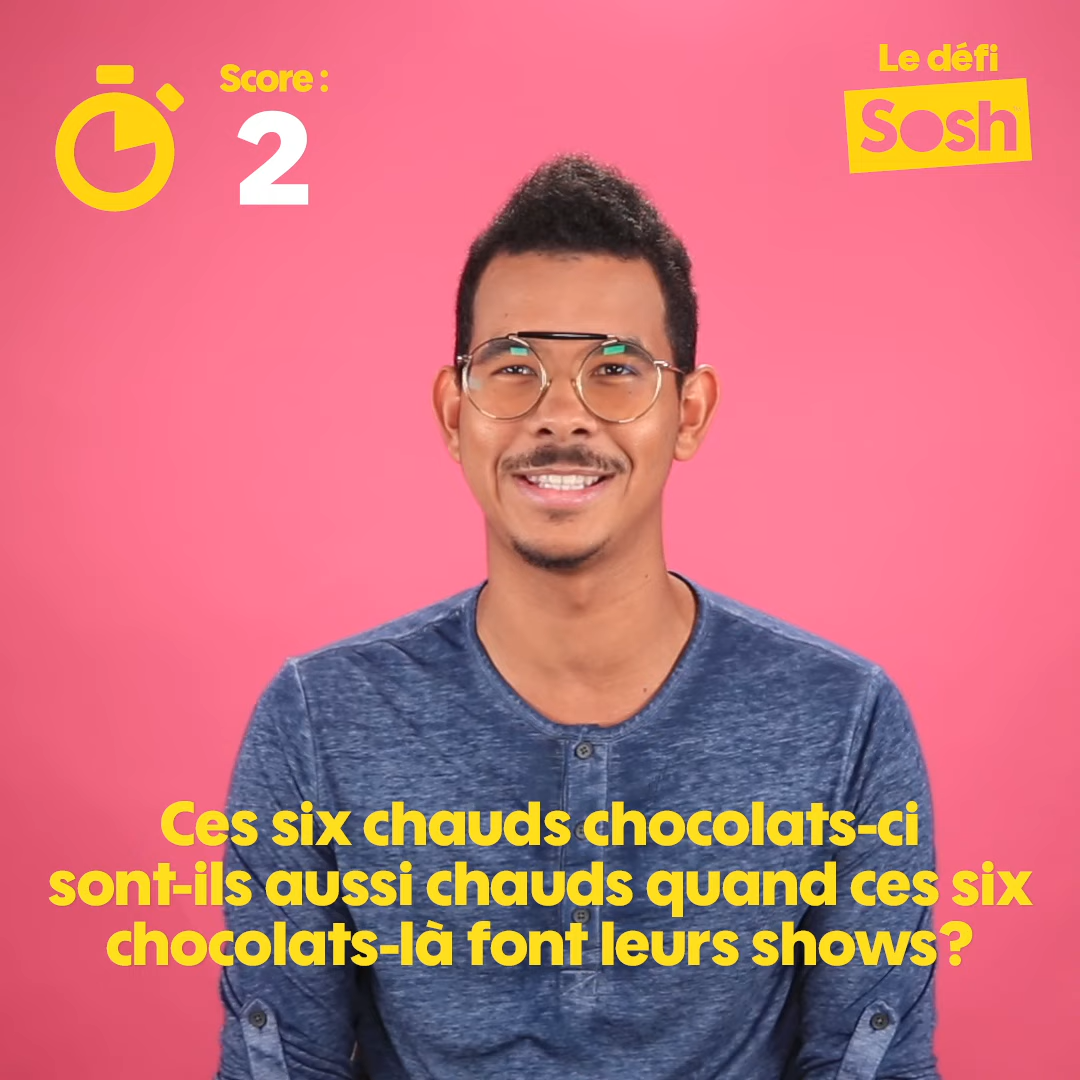 Score :
2
Le défi
Sosh
Ces six chauds chocolats-ci
sont-ils aussi chauds quand ces six
chocolats-là font leurs shows?